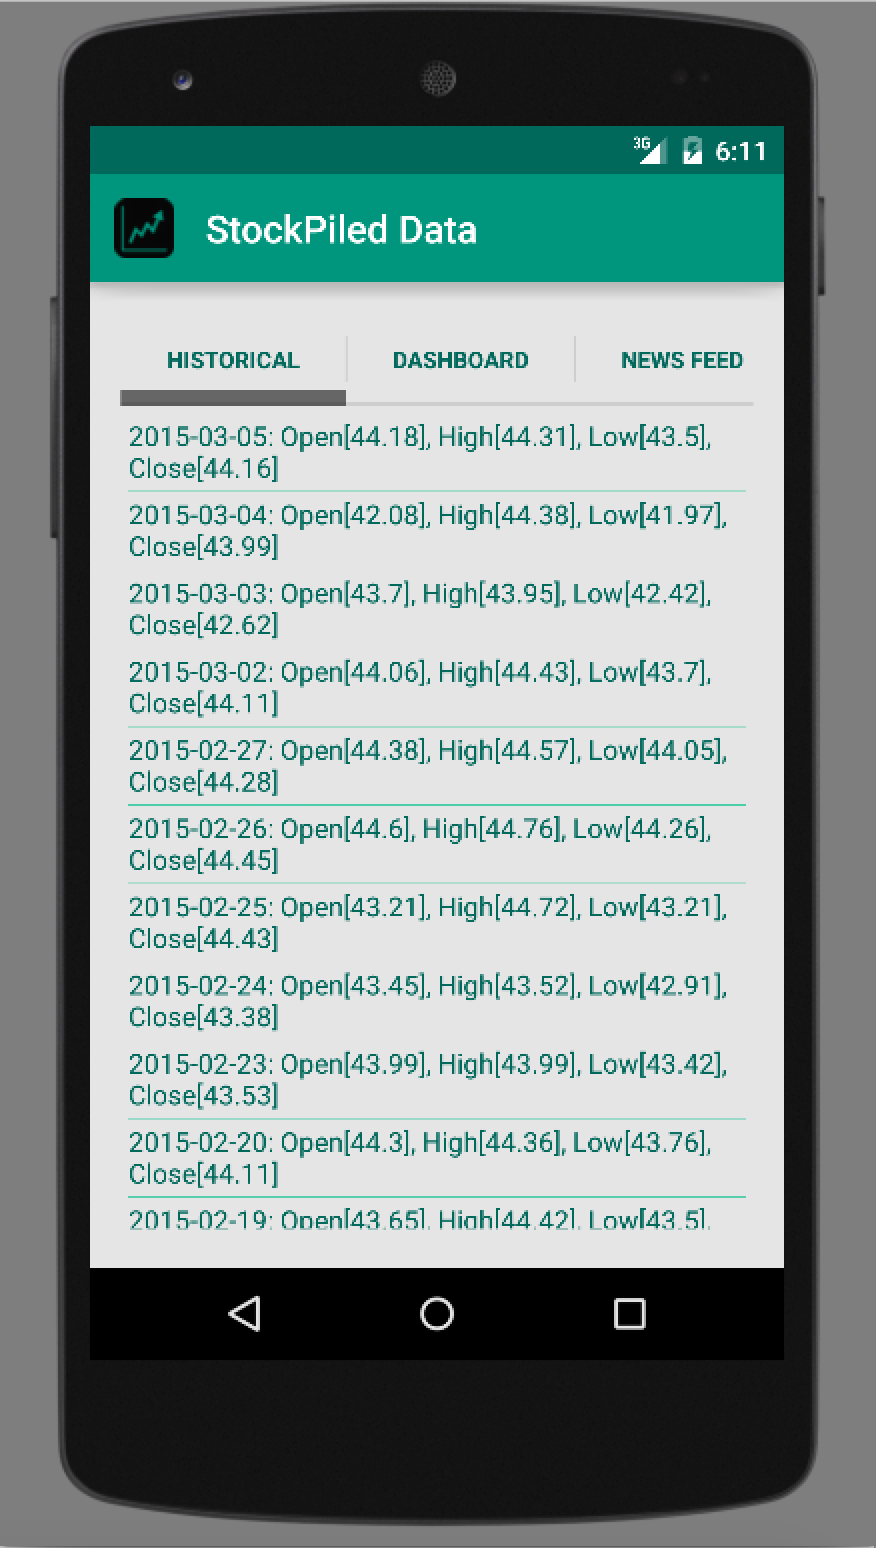 3G 6:11
StockPiled Data
HISTORICAL DASHBOARD NEWS FEED
2015-03-05: Open[44.18], High[44.31], Low[43.5],
Close[44.16]
2015-03-04: Open[42.08], High[44.38], Low[41.97],
Close[43.99]
2015-03-03: Open[43.7], High[43.95], Low[42.42],
Close[42.62]
2015-03-02: Open[44.06], High[44.43], Low[43.7],
Close[44.11]
2015-02-27: Open[44.38], High[44.57], Low[44.05],
Close[44.28]
2015-02-26: Open[44.6], High[44.76], Low[44.26],
Close[44.45]
2015-02-25: Open[43.21], High[44.72], Low[43.21],
Close[44.43]
2015-02-24: Open[43.45], High[43.52], Low[42.91],
Close[43.38]
2015-02-23: Open[43.99], High[43.99], Low[43.42],
Close[43.53]
2015-02-20: Open[44.3], High[44.36], Low[43.76],
Close[44.11]
2015-02-19: Open[43.65], High[44.42], Low[43.5],